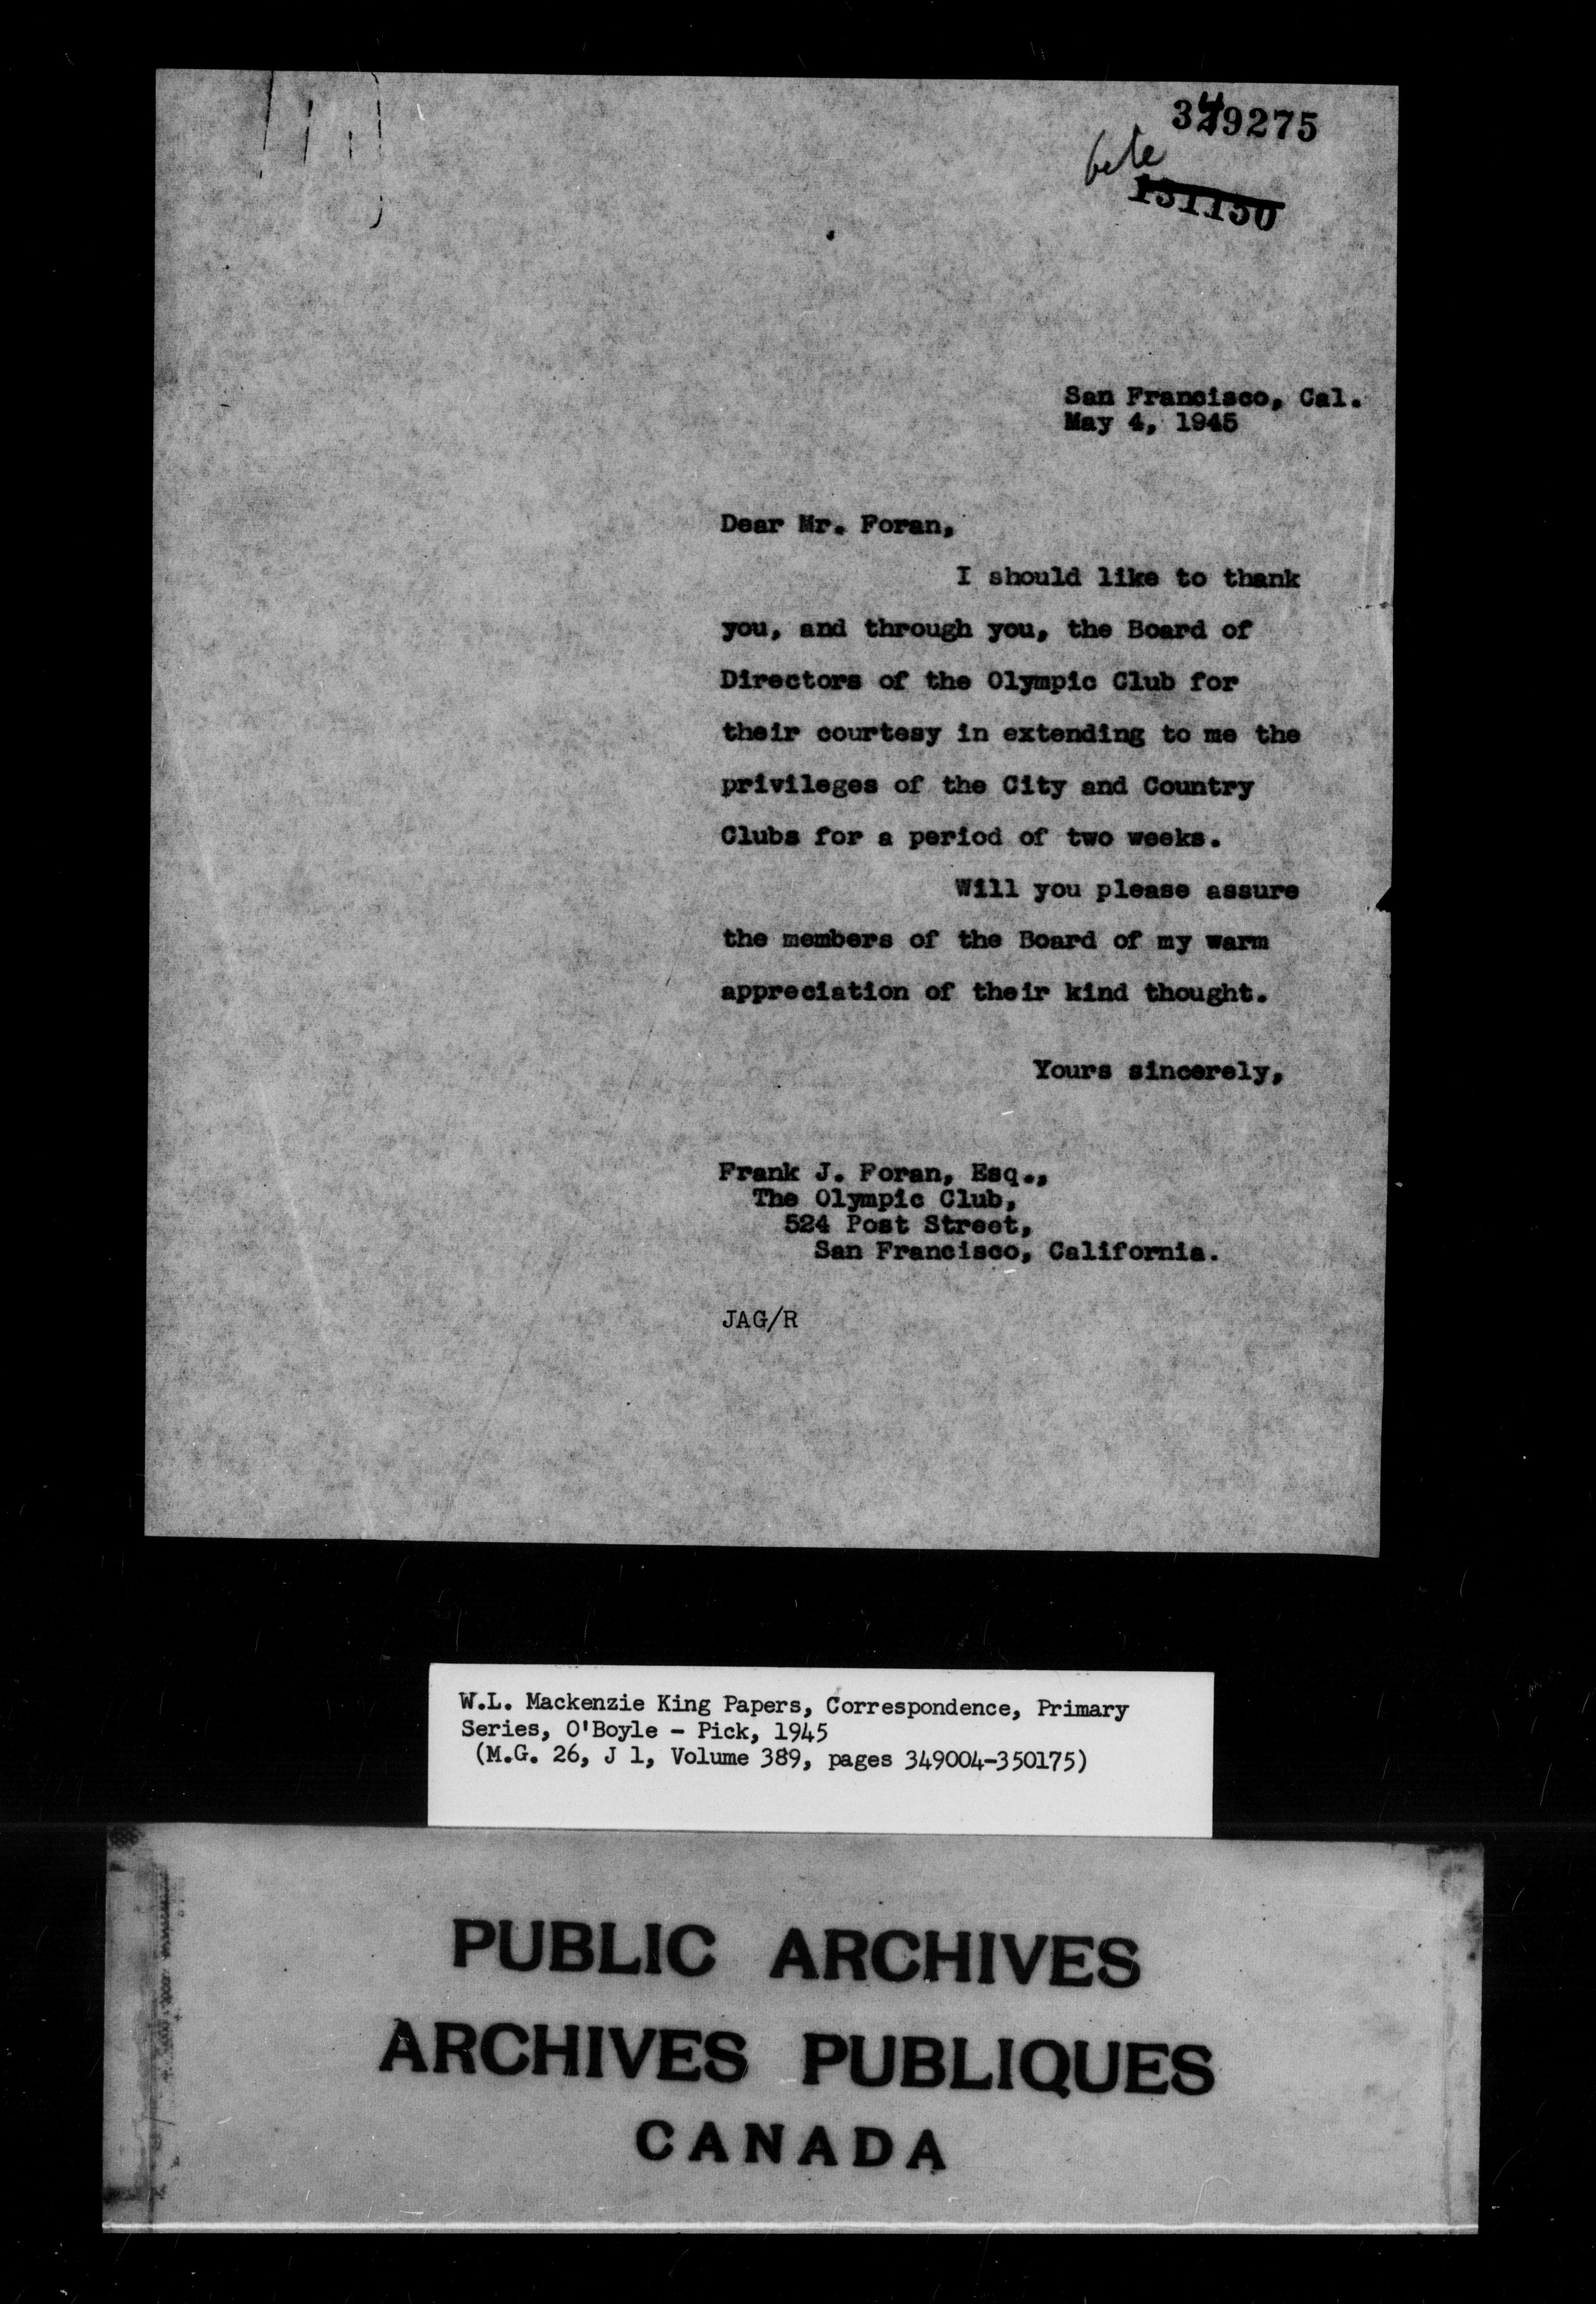 349275
131150
San Francisco, Cal.
May 4, 1945
Dear Mr. Foran,
I should like to thank
you, and through you, the Board of
Directors of the Olympic Club for
their courtesy in extending to me the
privileges of the City and Country
Clubs for a period of two weeks.
Will you please assure
the members of the Board of my warm
appreciation of their kind thought.
Yours sincerely,
Frank J. Foran, Esq.,
The Olympic Club,
524 Post Street,
San Francisco, California.
JAG/R
W.L. Mackenzie King Papers, Correspondence, Primary
Series, O'Boyle - Pick, 1945
(M.G. 26, J 1, Volume 389, pages 349004-350175)
PUBLIC ARCHIVES
ARCHIVES PUBLIQUES
CANADA